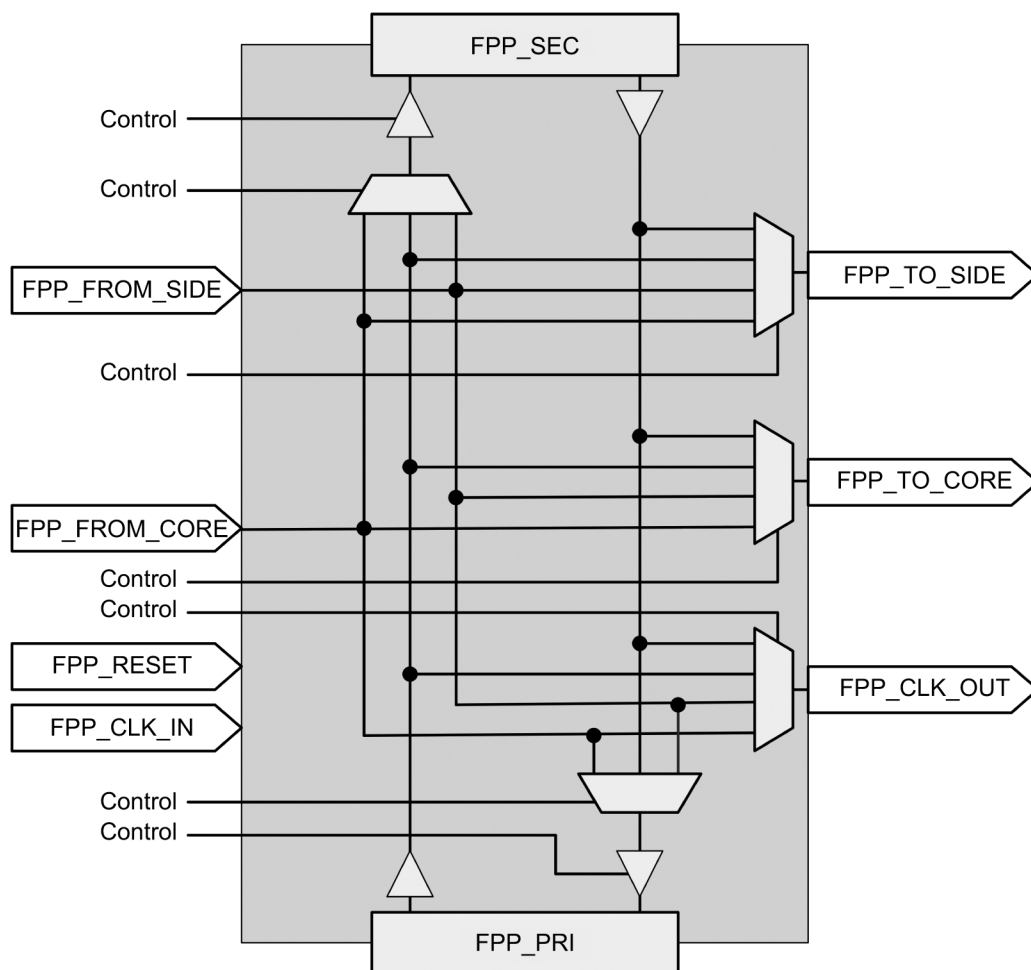 FPP_SEC
Control
Control
FPP_FROM_SIDE
FPP_TO_SIDE
Control
FPP_TO_CORE
FPP_FROM_CORE
Control
Control
FPP_RESET
FPP_CLK_OUT
FPP_CLK_IN
Control
Control
FPP_PRI